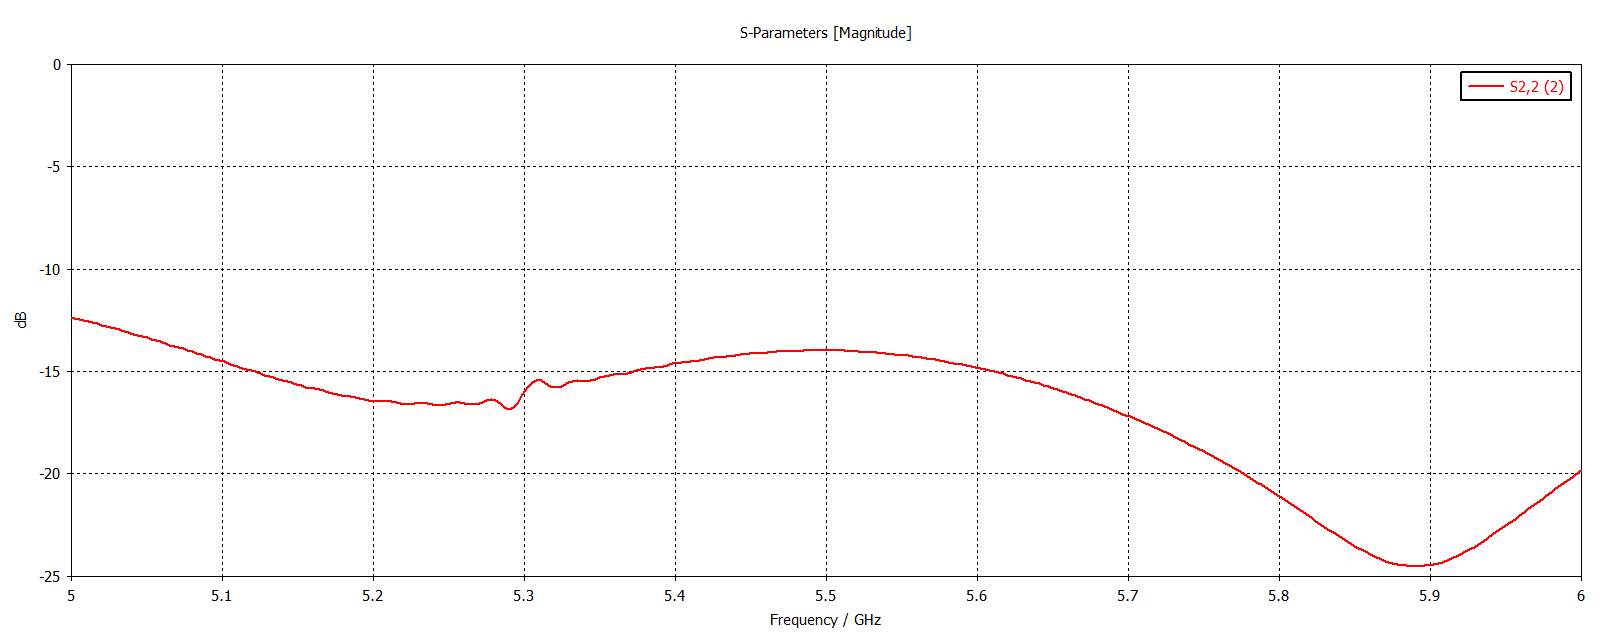 S-Parameters [Magnitude]
S2,2 (2)
0
-5
-10
-15
-20
-25
dB
5 5.1 5.2 5.3 5.4 5.5 5.6 5.7 5.8 5.9 6
Frequency / GHz